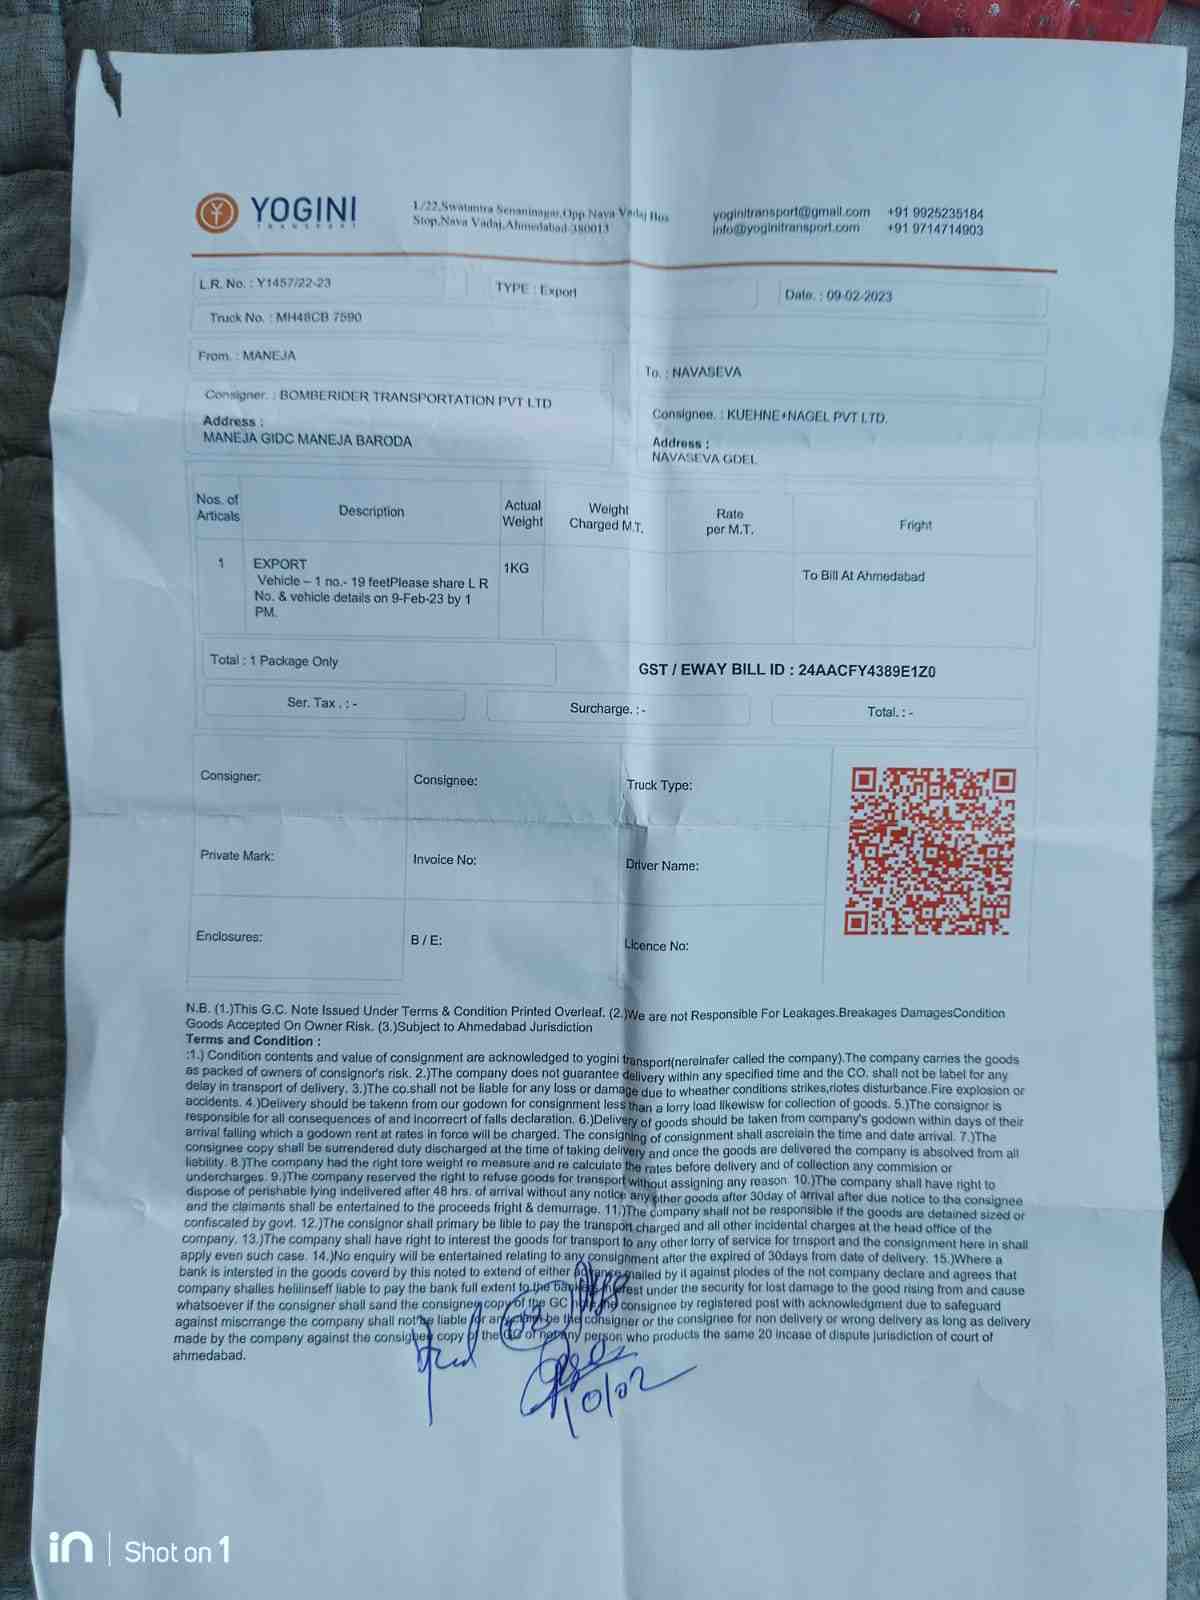 YOGINI
TRANSPORT
1/22,Swatantra Senaninagar,Opp.Nava Vadaj Bus
Stop,Nava Vadaj,Ahmedabad-380013
yoginitransport@gmail.com +91 9925235184
info@yoginitransport.com +91 9714714903
L.R. No. : Y1457/22-23
TYPE : Export
Date. : 09-02-2023
Truck No. : MH48CB 7590
From. : MANEJA
To. : NAVASEVA
Consigner. : BOMBERIDER TRANSPORTATION PVT LTD
Address :
MANEJA GIDC MANEJA BARODA
Consignee. : KUEHNE+NAGEL PVT LTD.
Address :
NAVASEVA GDEL
Nos. of Articals
Description
Actual Weight
Weight Charged M.T.
Rate per M.T.
Fright
1
EXPORT
Vehicle – 1 no.- 19 feetPlease share L R
No. & vehicle details on 9-Feb-23 by 1
PM.
1KG
To Bill At Ahmedabad
Total : 1 Package Only
GST / EWAY BILL ID : 24AACFY4389E1Z0
Ser. Tax . : -
Surcharge. : -
Total. : -
Consigner:
Consignee:
Truck Type:
Private Mark:
Invoice No:
Driver Name:
Enclosures:
B / E:
Licence No:
N.B. (1.)This G.C. Note Issued Under Terms & Condition Printed Overleaf. (2.)We are not Responsible For Leakages.Breakages DamagesCondition
Goods Accepted On Owner Risk. (3.)Subject to Ahmedabad Jurisdiction
Terms and Condition :
:1.) Condition contents and value of consignment are acknowledged to yogini transport(nereinafer called the company).The company carries the goods
as packed of owners of consignor's risk. 2.)The company does not guarantee delivery within any specified time and the CO. shall not be label for any
delay in transport of delivery. 3.)The co.shall not be liable for any loss or damage due to wheather conditions strikes,riotes disturbance.Fire explosion or
accidents. 4.)Delivery should be takenn from our godown for consignment less than a lorry load likewisw for collection of goods. 5.)The consignor is
responsible for all consequences of and incorrecrt of falls declaration. 6.)Delivery of goods should be taken from company's godown within days of their
arrival falling which a godown rent at rates in force will be charged. The consigning of consignment shall ascrelain the time and date arrival. 7.)The
consignee copy shall be surrendered duty discharged at the time of taking delivery and once the goods are delivered the company is absolved from all
liability. 8.)The company had the right tore weight re measure and re calculate the rates before delivery and of collection any commision or
undercharges. 9.)The company reserved the right to refuse goods for transport without assigning any reason. 10.)The company shall have right to
dispose of perishable lying indelivered after 48 hrs. of arrival without any notice any other goods after 30day of arrival after due notice to the consignee
and the claimants shall be entertained to the proceeds fright & demurrage. 11.)The company shall not be responsible if the goods are detained sized or
confiscated by govt. 12.)The consignor shall primary be lible to pay the transport charged and all other incidental charges at the head office of the
company. 13.)The company shall have right to interest the goods for transport to any other lorry of service for trnsport and the consignment here in shall
apply even such case. 14.)No enquiry will be entertained relating to any consignment after the expired of 30days from date of delivery. 15.)Where a
bank is intersted in the goods coverd by this noted to extend of either advance mailed by it against plodes of the not company declare and agrees that
company shalles heliiinseff liable to pay the bank full extent to the bankers interest under the security for lost damage to the good rising from and cause
whatsoever if the consigner shall sand the consignee copy of the GC note the consignee by registered post with acknowledgment due to safeguard
against miscrrange the company shall not be liable for any claim be the consigner or the consignee for non delivery or wrong delivery as long as delivery
made by the company against the consignee copy of the GC of not any person who products the same 20 incase of dispute jurisdiction of court of
ahmedabad.
10/02
in | Shot on 1